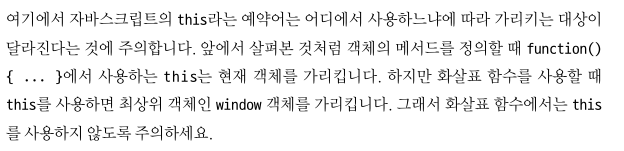 여기에서 자바스크립트의 this라는 예약어는 어디에서 사용하느냐에 따라 가리키는 대상이
달라진다는 것에 주의합니다. 앞에서 살펴본 것처럼 객체의 메서드를 정의할 때 function()
{ ... }에서 사용하는 this는 현재 객체를 가리킵니다. 하지만 화살표 함수를 사용할 때
this를 사용하면 최상위 객체인 window 객체를 가리킵니다. 그래서 화살표 함수에서는 this
를 사용하지 않도록 주의하세요.